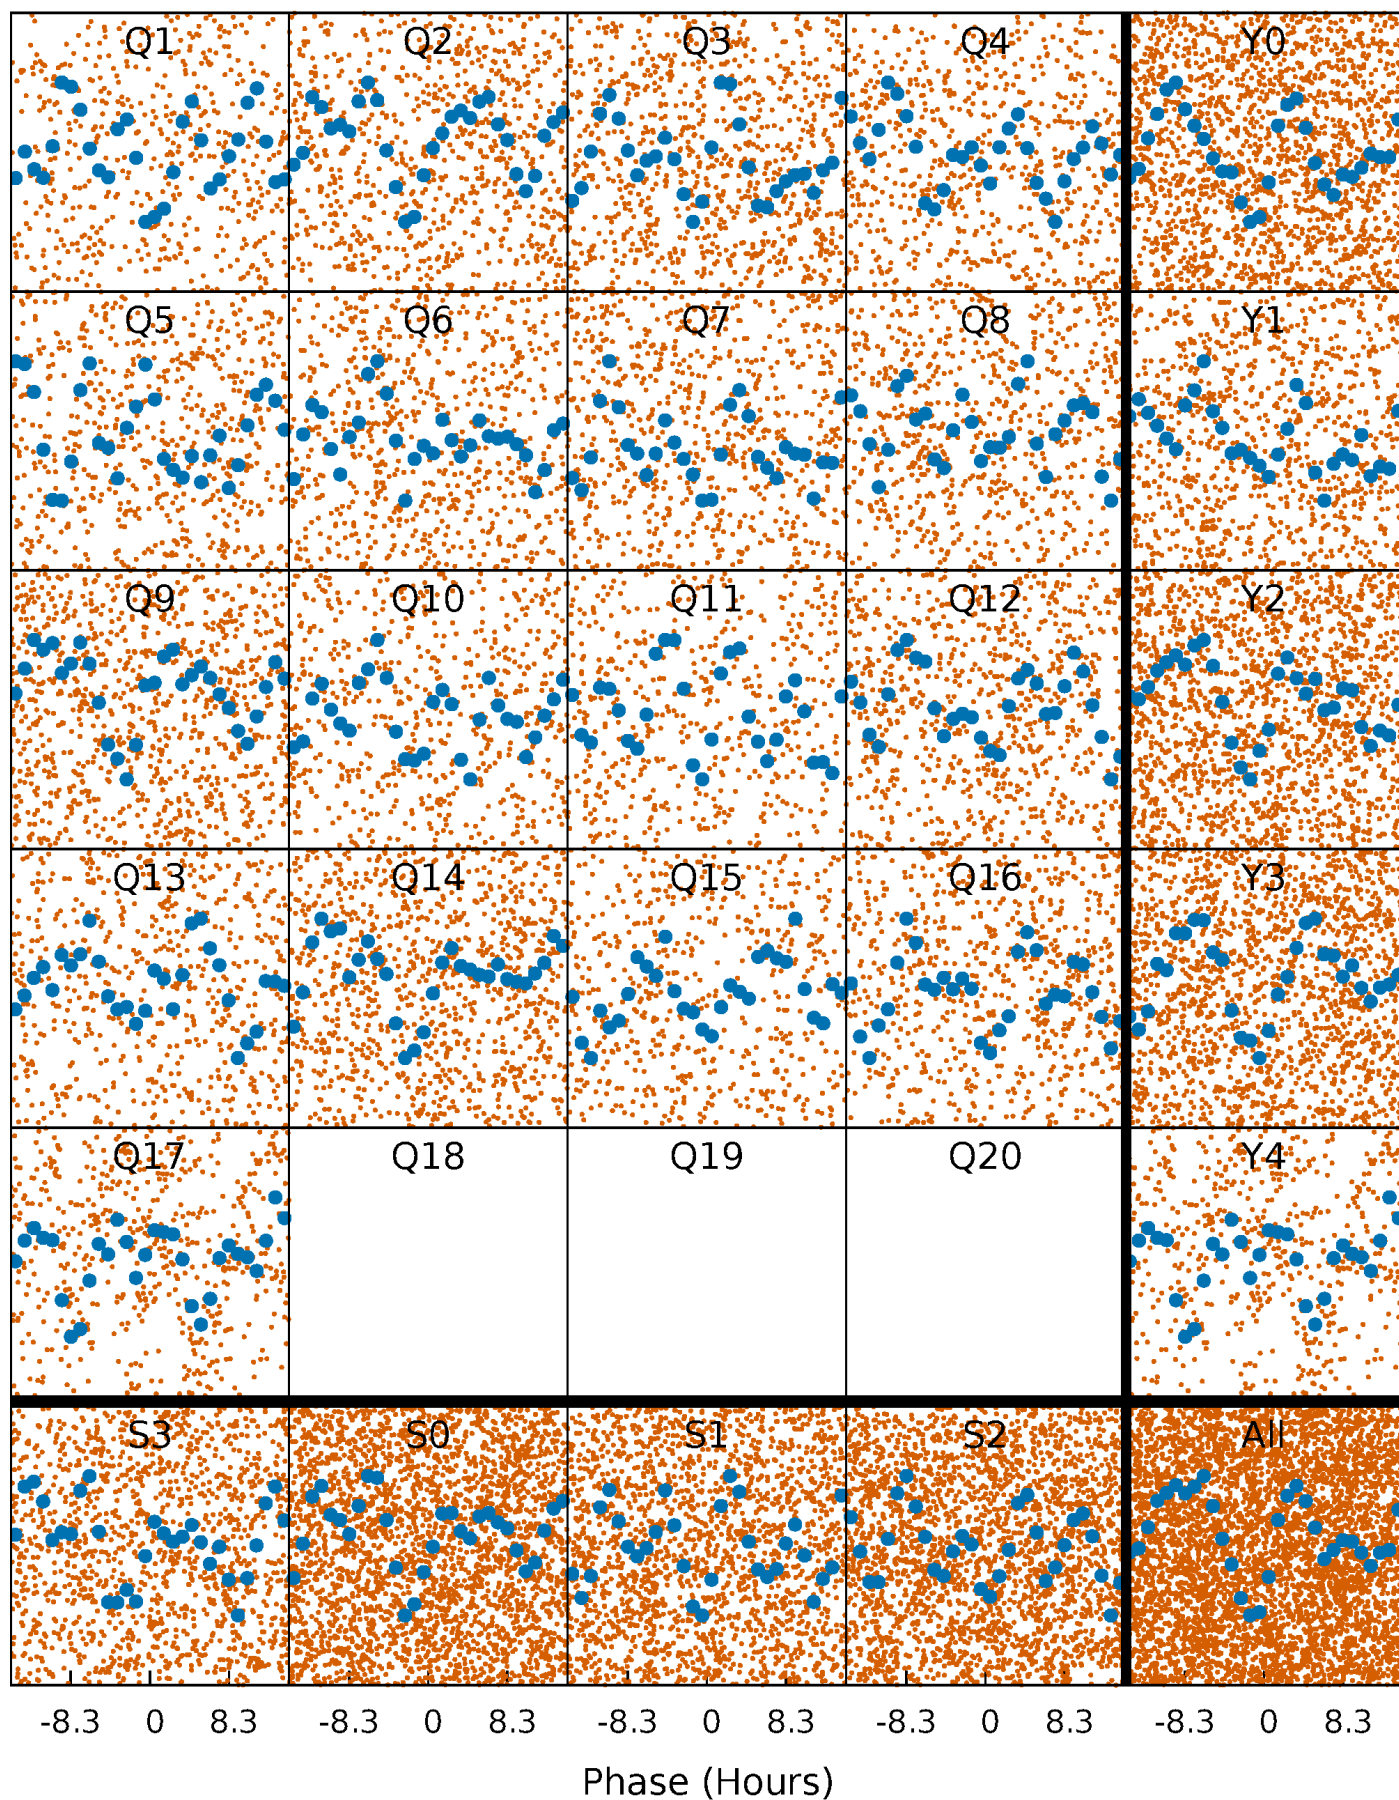 Q1 Q2 Q3 Q4 Y0
Q5 Q6 Q7 Q8 Y1
Q9 Q10 Q11 Q12 Y2
Q13 Q14 Q15 Q16 Y3
Q17 Q18 Q19 Q20 Y4
S3 S0 S1 S2 All
-8.3 0 8.3 -8.3 0 8.3 -8.3 0 8.3 -8.3 0 8.3 -8.3 0 8.3
Phase (Hours)